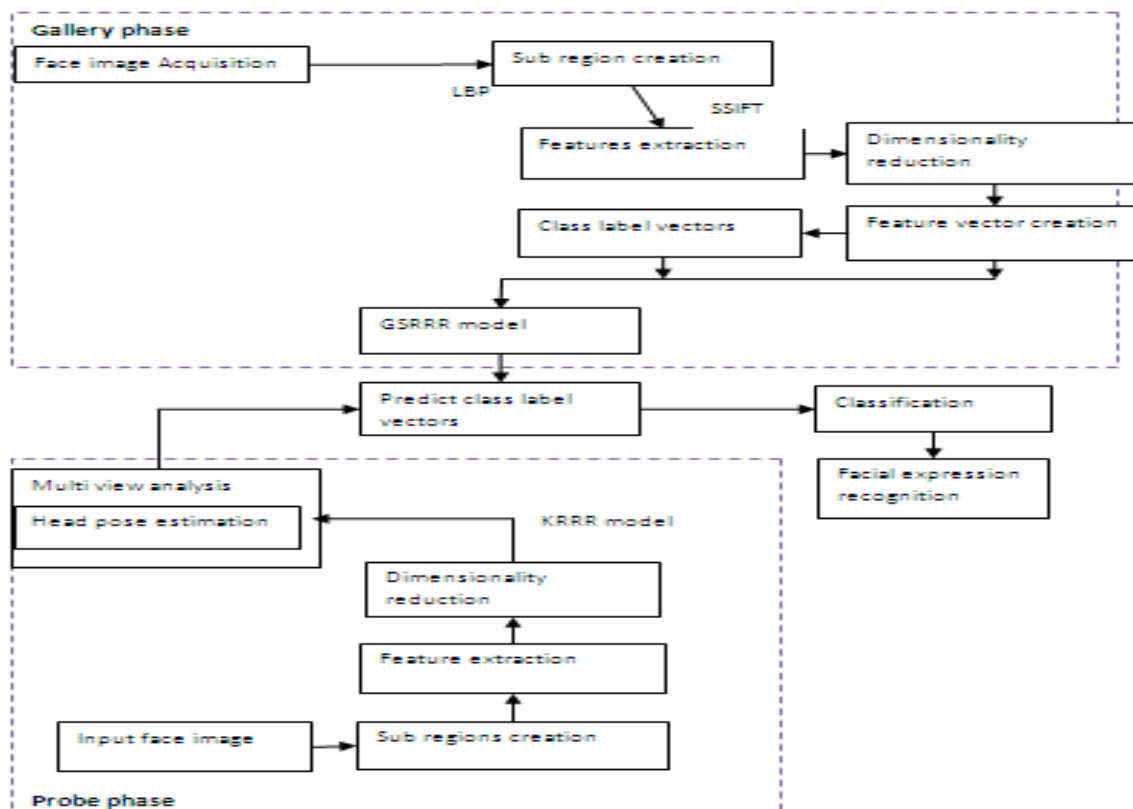 Gallery phase
Face image Acquisition
Sub region creation
LBP
SSIFT
Features extraction
Dimensionality
reduction
Class label vectors
Feature vector creation
GSRRR model
Predict class label
vectors
Classification
Facial expression
recognition
Multi view analysis
Head pose estimation
KRRR model
Dimensionality
reduction
Feature extraction
Input face image
Sub regions creation
Probe phase